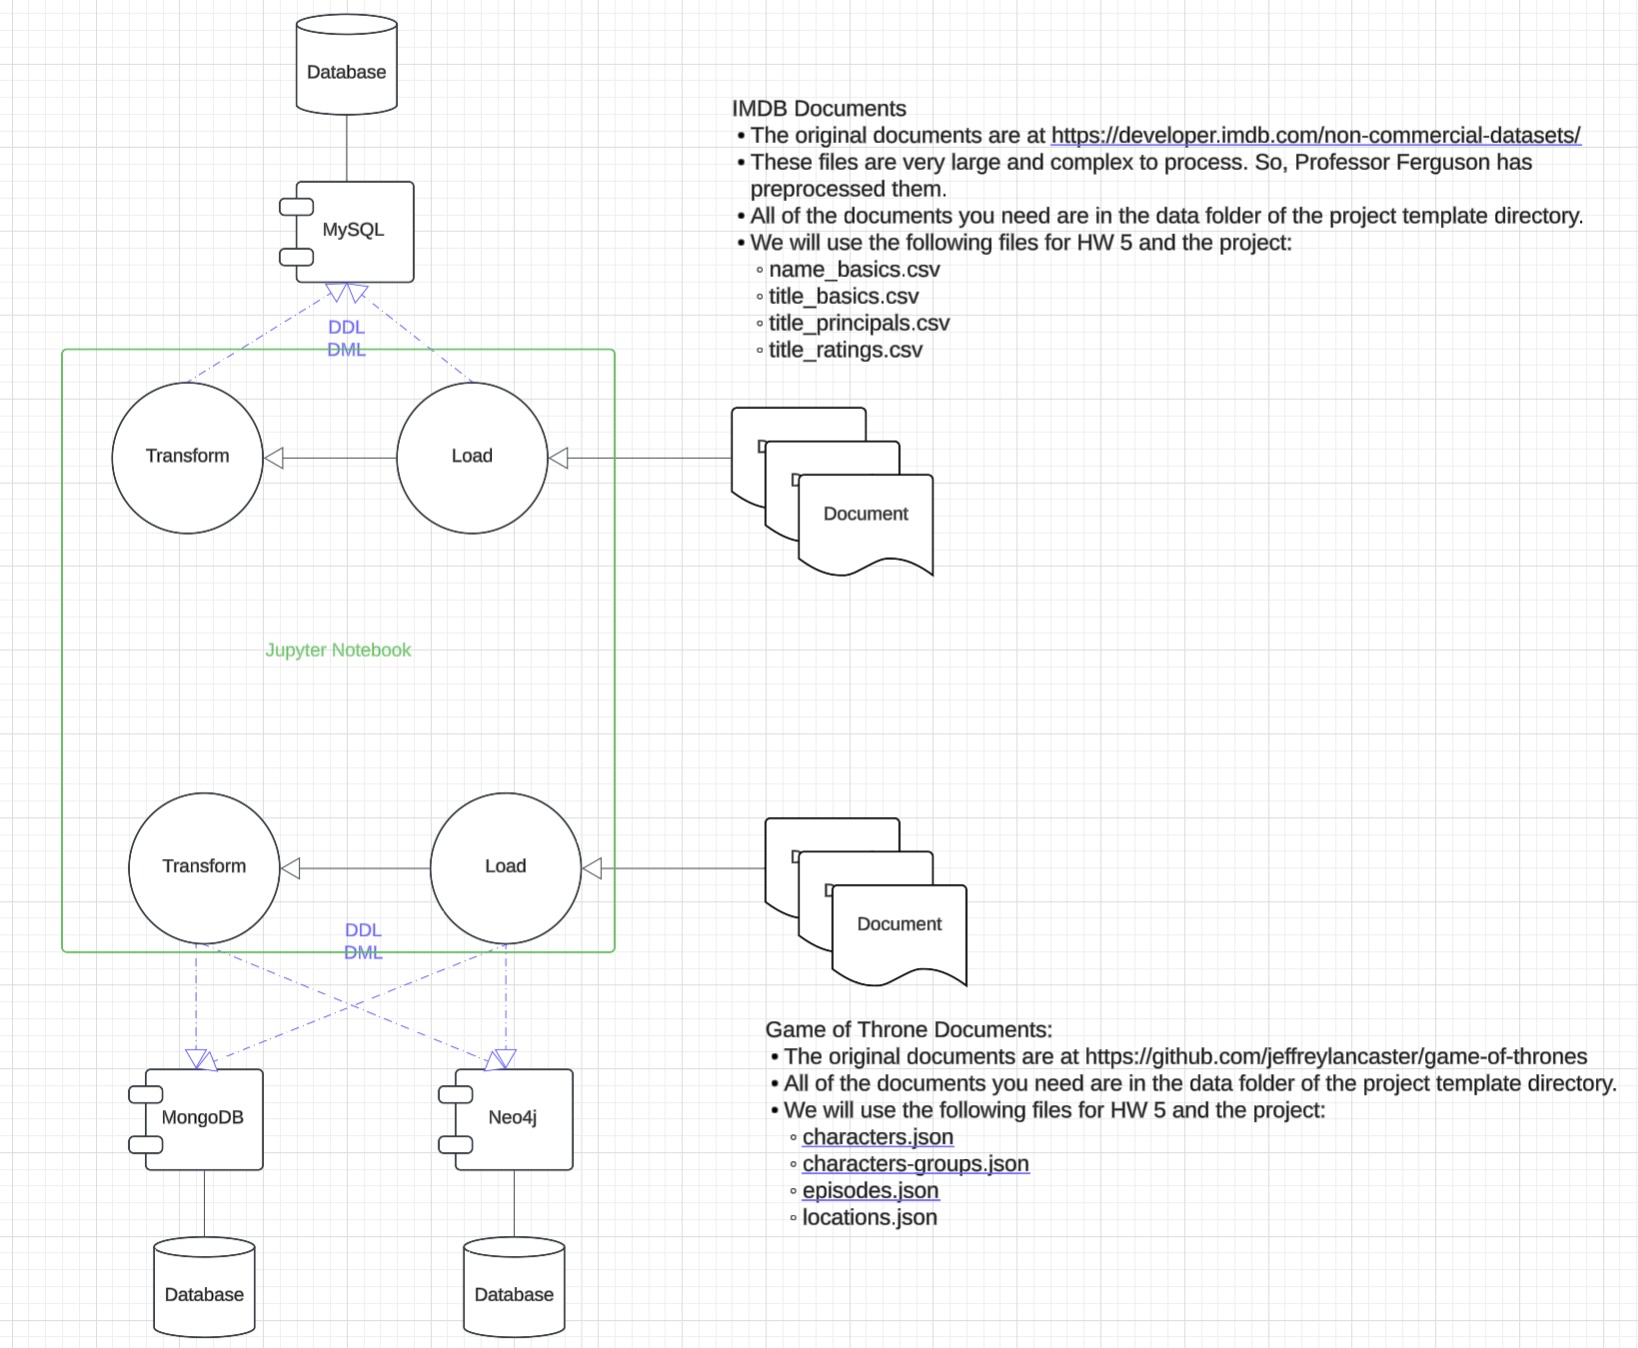 Database
MySQL
DDL
DML
Transform
Load
Jupyter Notebook
Transform
Load
DDL
DML
MongoDB
Neo4j
Database
Database
IMDB Documents
• The original documents are at https://developer.imdb.com/non-commercial-datasets/
• These files are very large and complex to process. So, Professor Ferguson has
preprocessed them.
• All of the documents you need are in the data folder of the project template directory.
• We will use the following files for HW 5 and the project:
◦ name_basics.csv
◦ title_basics.csv
◦ title_principals.csv
◦ title_ratings.csv
D
D
Document
D
D
Document
Game of Throne Documents:
• The original documents are at https://github.com/jeffreylancaster/game-of-thrones
• All of the documents you need are in the data folder of the project template directory.
• We will use the following files for HW 5 and the project:
◦ characters.json
◦ characters-groups.json
◦ episodes.json
◦ locations.json